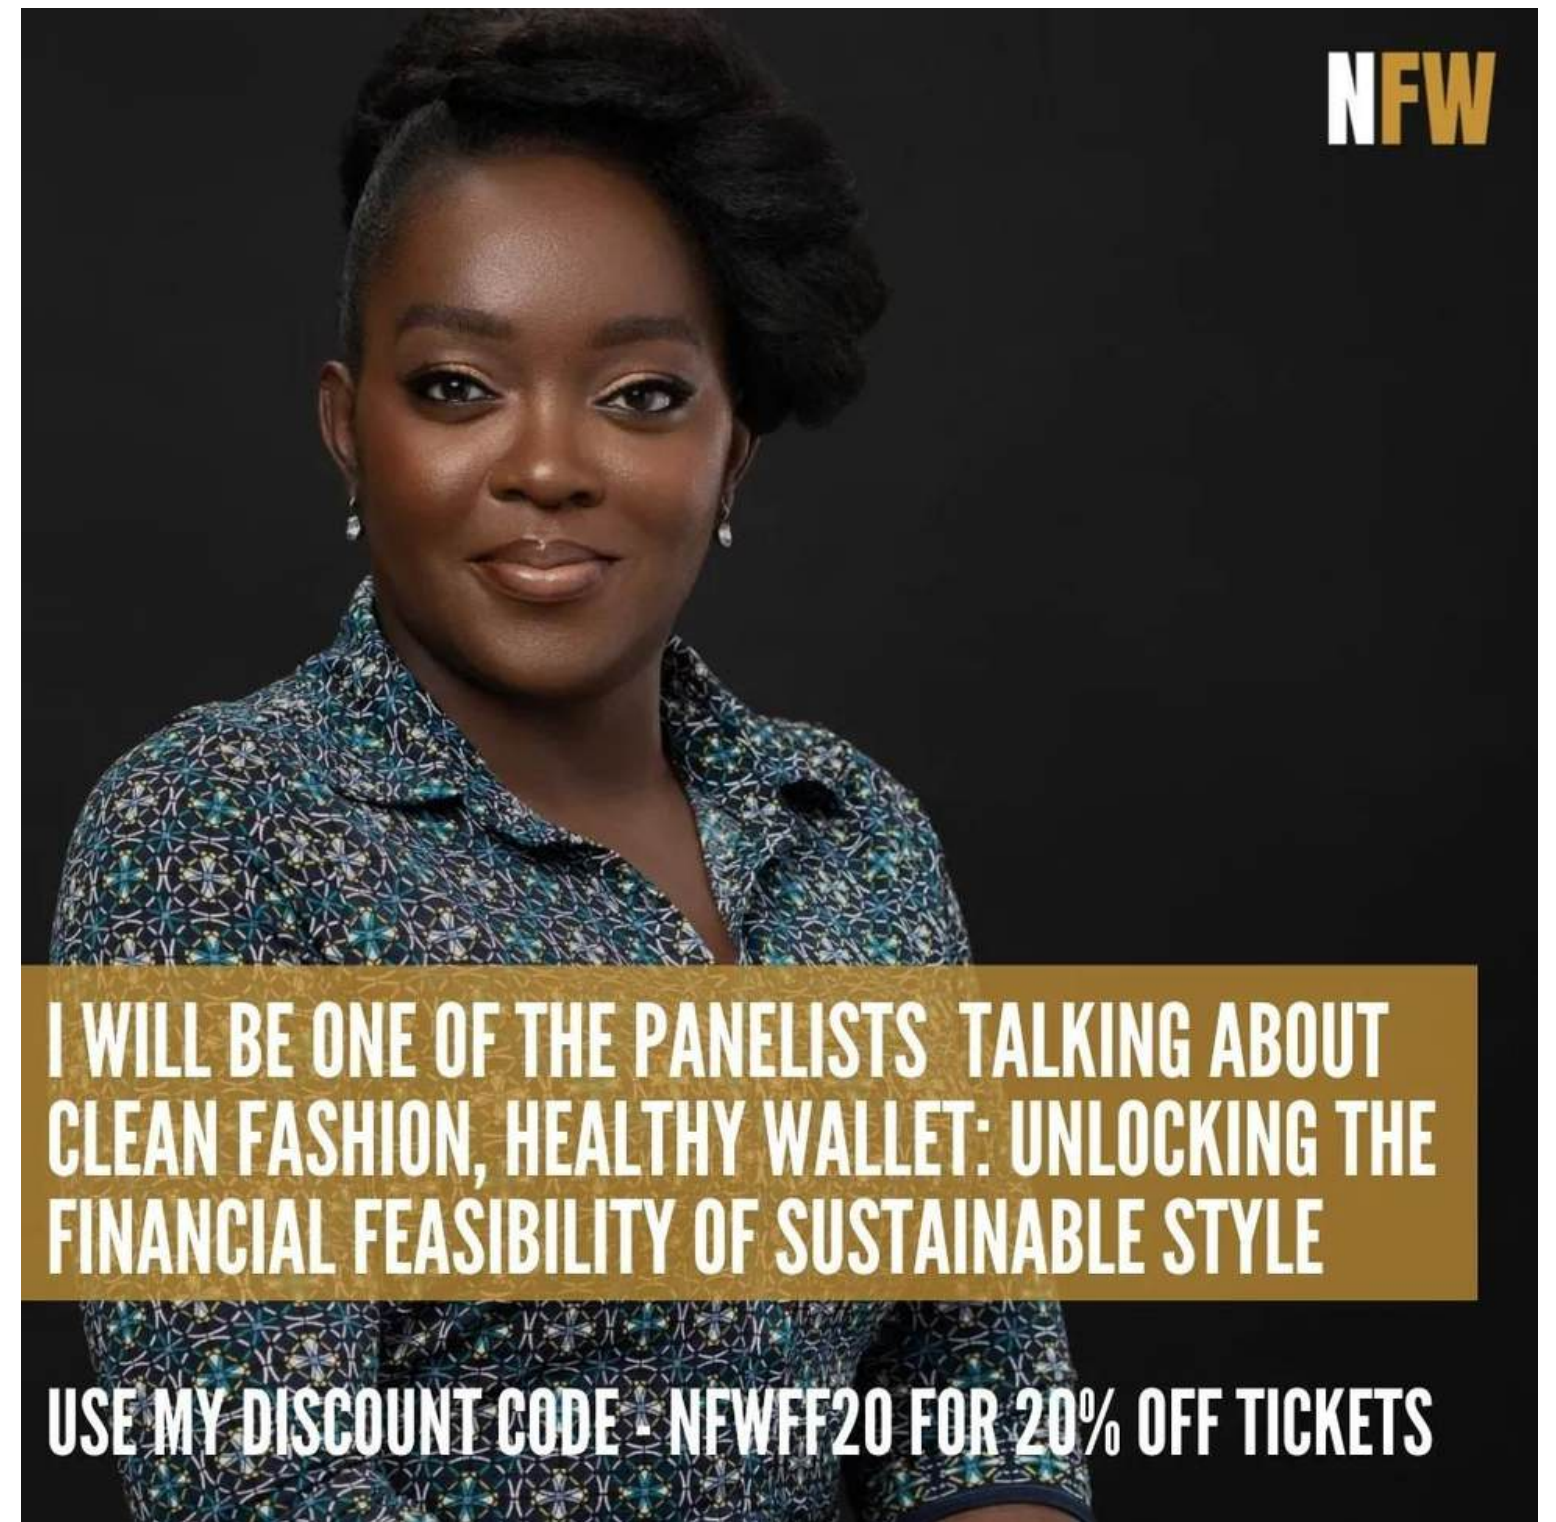 NFW
I WILL BE ONE OF THE PANELISTS TALKING ABOUT
CLEAN FASHION, HEALTHY WALLET: UNLOCKING THE
FINANCIAL FEASIBILITY OF SUSTAINABLE STYLE
USE MY DISCOUNT CODE - NFWFF20 FOR 20% OFF TICKETS